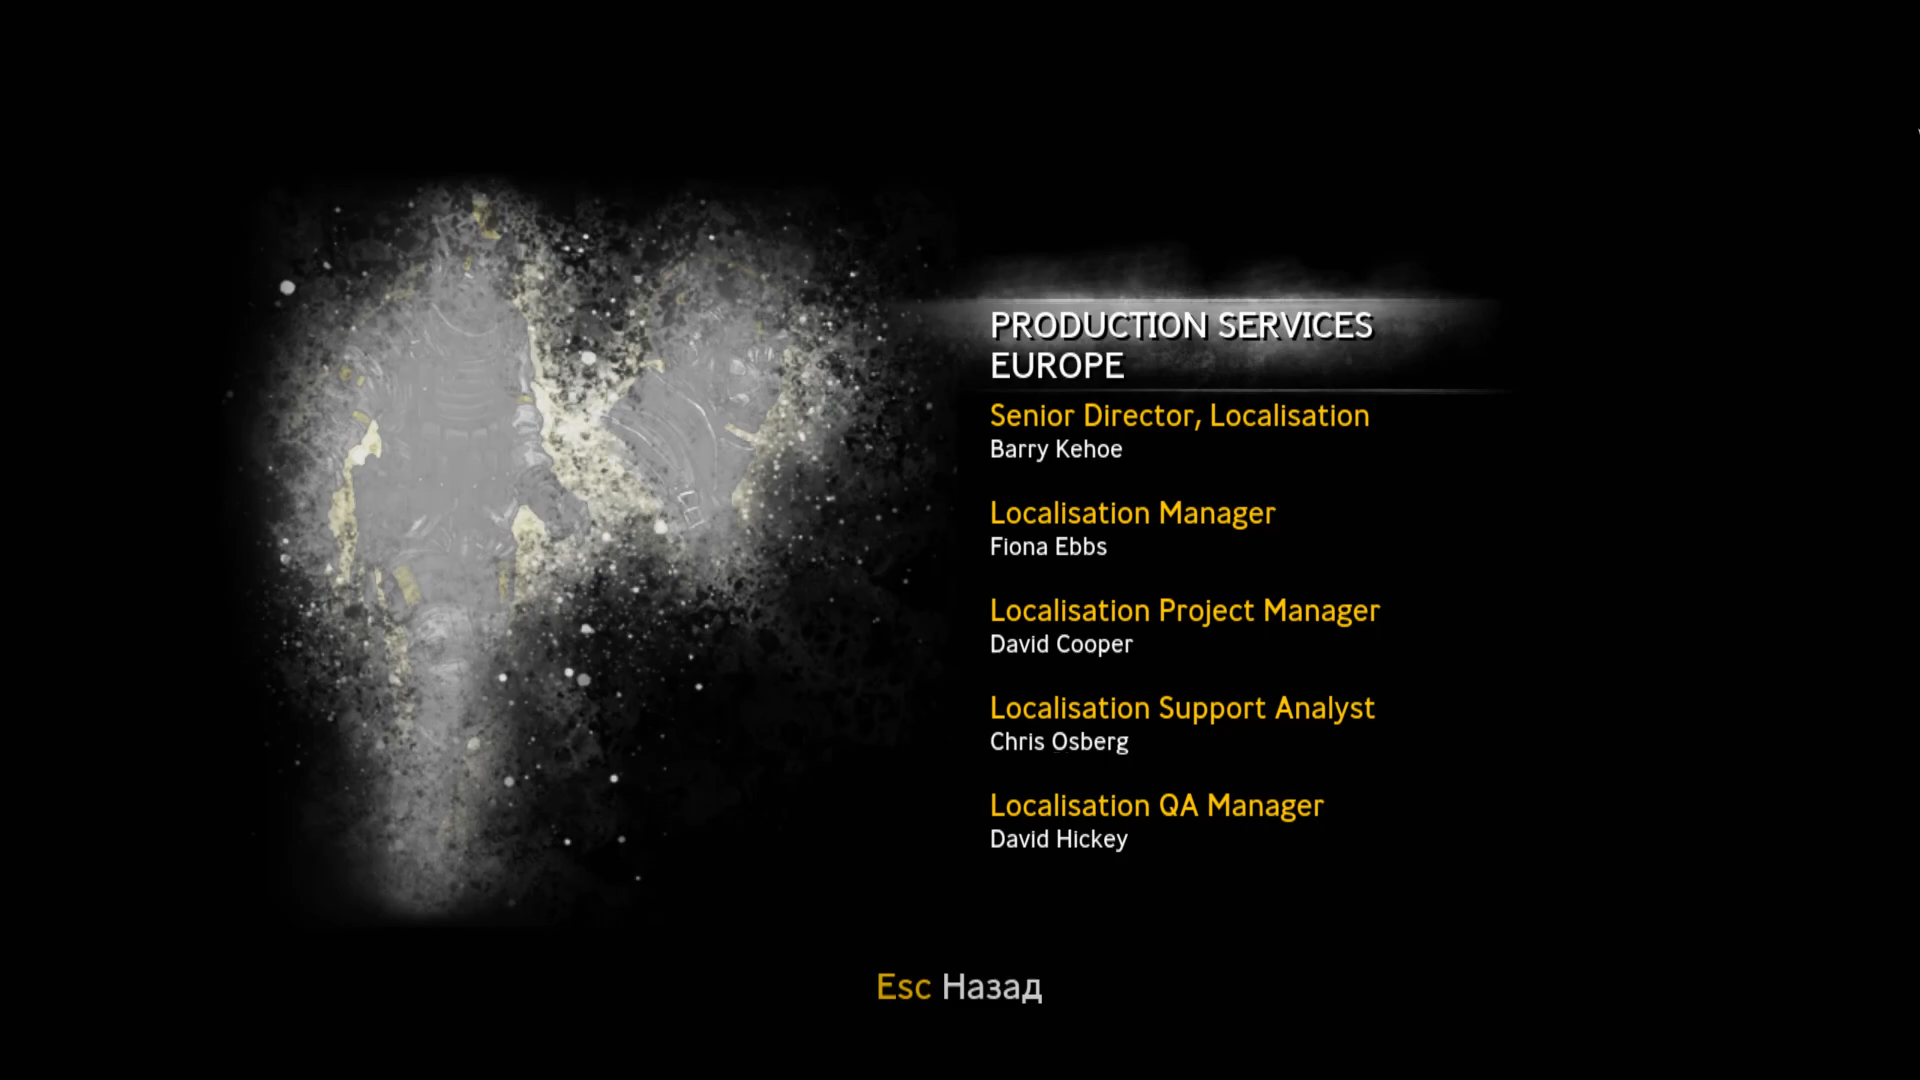 PRODUCTION SERVICES
EUROPE
Senior Director, Localisation
Barry Kehoe
Localisation Manager
Fiona Ebbs
Localisation Project Manager
David Cooper
Localisation Support Analyst
Chris Osberg
Localisation QA Manager
David Hickey
Esc Назад